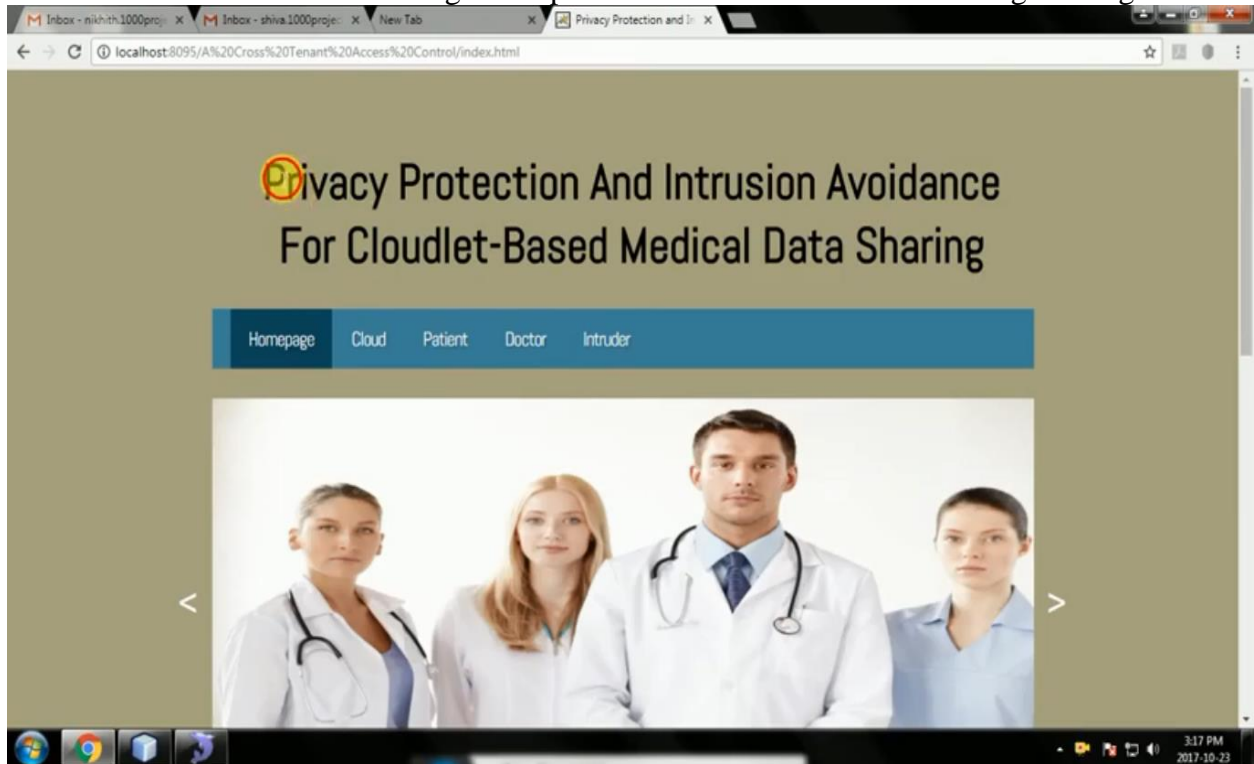 Inbox - nikhith.1000proj
Inbox - shiva.1000projec
New Tab
Privacy Protection and In
localhost:8095/A%20Cross%20Tenant%20Access%20Control/index.html
Privacy Protection And Intrusion Avoidance
For Cloudlet-Based Medical Data Sharing
Homepage Cloud Patient Doctor Intruder
<
>
3:17 PM
2017-10-23